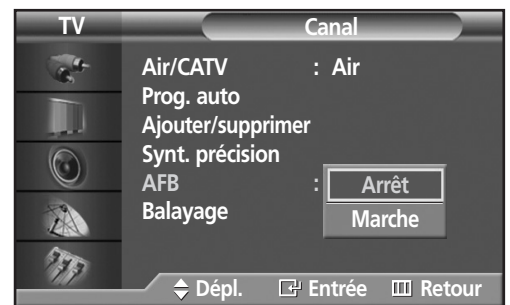 TV Canal
Air/CATV : Air
Prog. auto
Ajouter/supprimer
Synt. précision
AFB : Arrêt
Marche
Balayage
Dépl. Entrée Retour